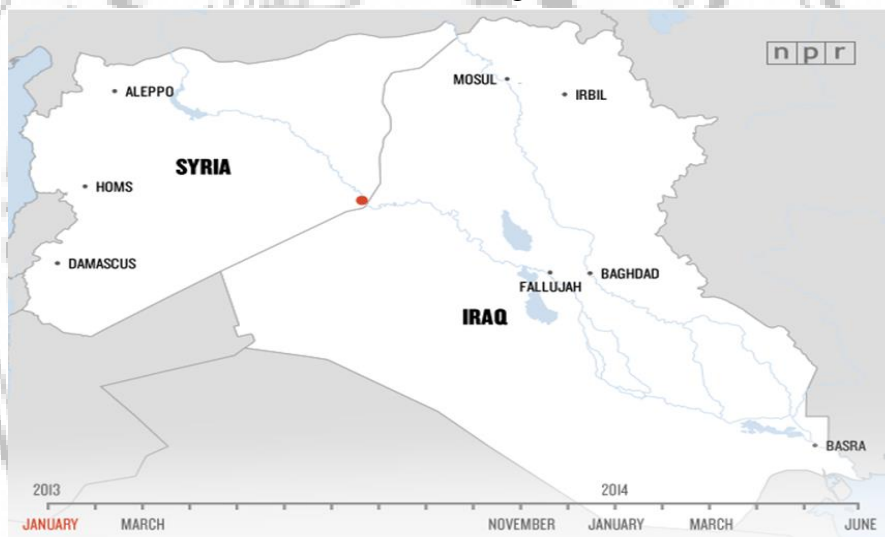 npr
MOSUL
ALEPPO
IRBIL
SYRIA
HOMS
DAMASCUS
BAGHDAD
FALLUJAH
IRAQ
BASRA
2013 2014
JANUARY MARCH NOVEMBER JANUARY MARCH JUNE